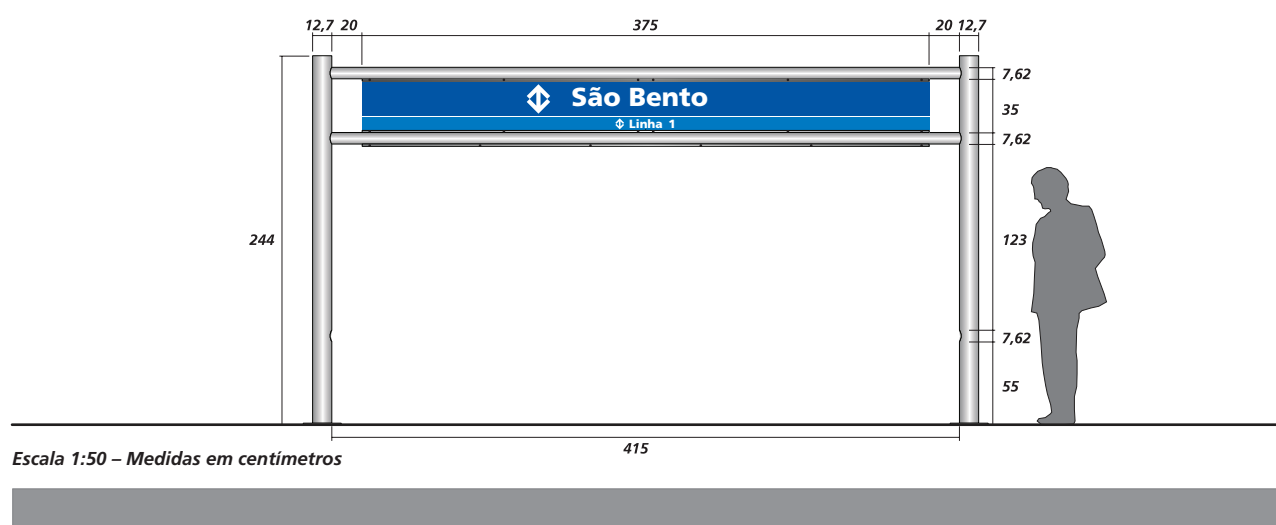 12,7 20 375 20 12,7
7,62
São Bento
35
Linha 1
7,62
244
123
7,62
55
415
Escala 1:50 – Medidas em centímetros